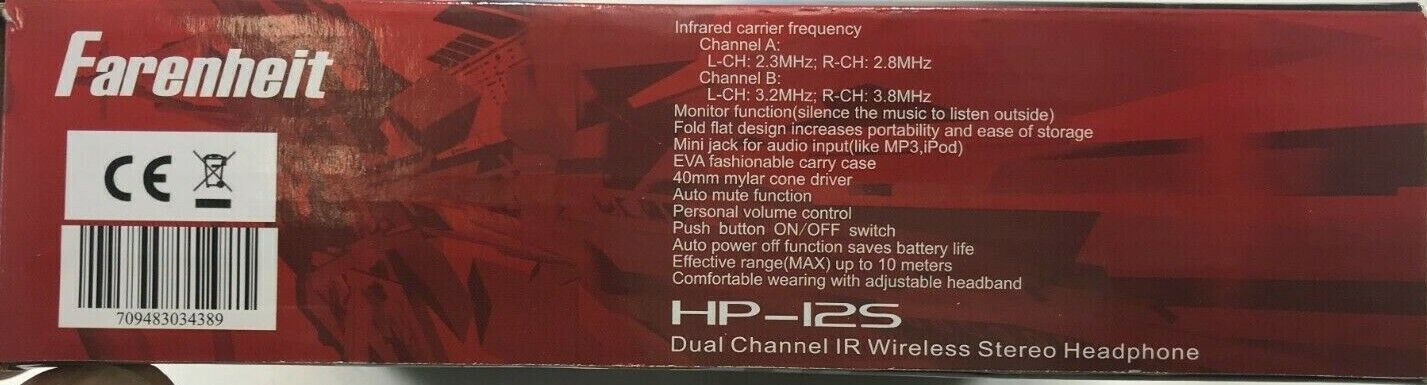 Farenheit
CE
709483034389
Infrared carrier frequency
Channel A:
L-CH: 2.3MHz; R-CH: 2.8MHz
Channel B:
L-CH: 3.2MHz; R-CH: 3.8MHz
Monitor function(silence the music to listen outside)
Fold flat design increases portability and ease of storage
Mini jack for audio input(like MP3,iPod)
EVA fashionable carry case
40mm mylar cone driver
Auto mute function
Personal volume control
Push button ON/OFF switch
Auto power off function saves battery life
Effective range(MAX) up to 10 meters
Comfortable wearing with adjustable headband
HP-12S
Dual Channel IR Wireless Stereo Headphone